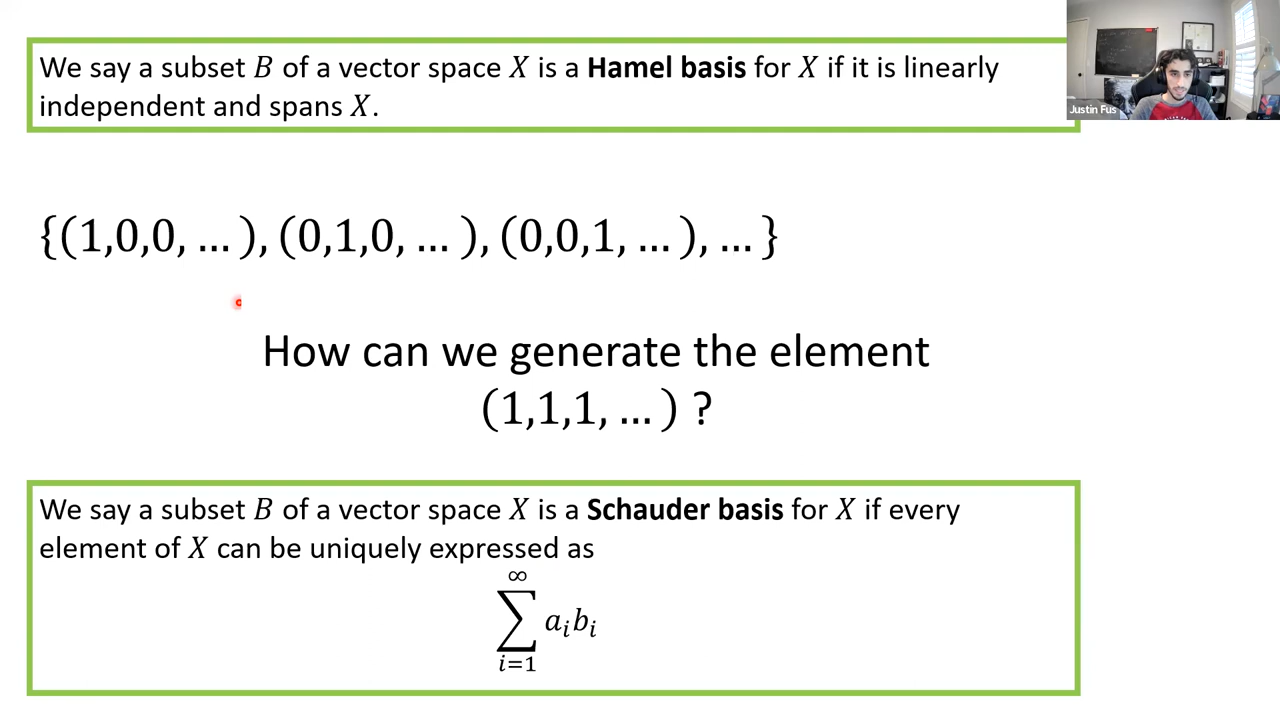 We say a subset 𝐵 of a vector space 𝑋 is a Hamel basis for 𝑋 if it is linearly
independent and spans 𝑋.
Justin Fus
{(1,0,0, … ), (0,1,0, … ), (0,0,1, … ), … }
How can we generate the element
(1,1,1, … ) ?
We say a subset 𝐵 of a vector space 𝑋 is a Schauder basis for 𝑋 if every
element of 𝑋 can be uniquely expressed as
∞
∑ 𝑎ᵢ𝑏ᵢ
𝑖=1